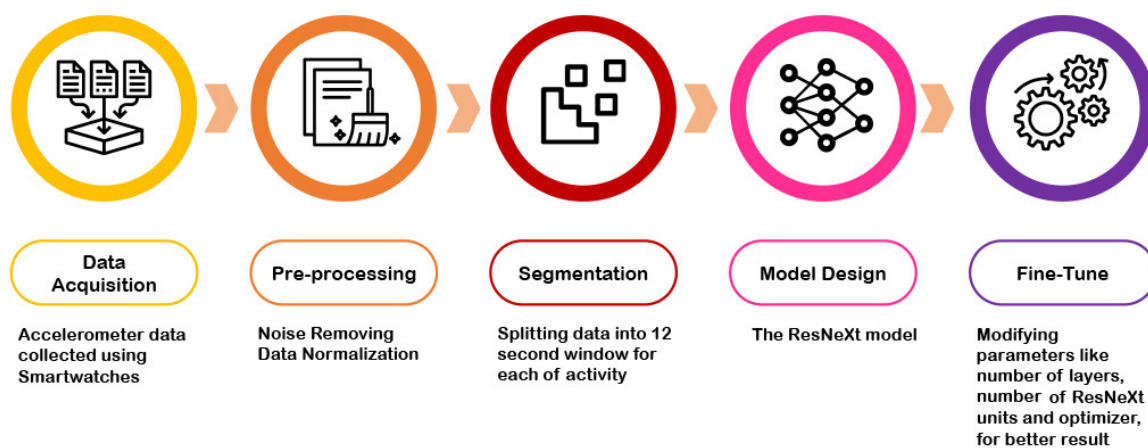 Data
Acquisition
Pre-processing
Segmentation
Model Design
Fine-Tune
Accelerometer data
collected using
Smartwatches
Noise Removing
Data Normalization
Splitting data into 12
second window for
each of activity
The ResNeXt model
Modifying
parameters like
number of layers,
number of ResNeXt
units and optimizer,
for better result